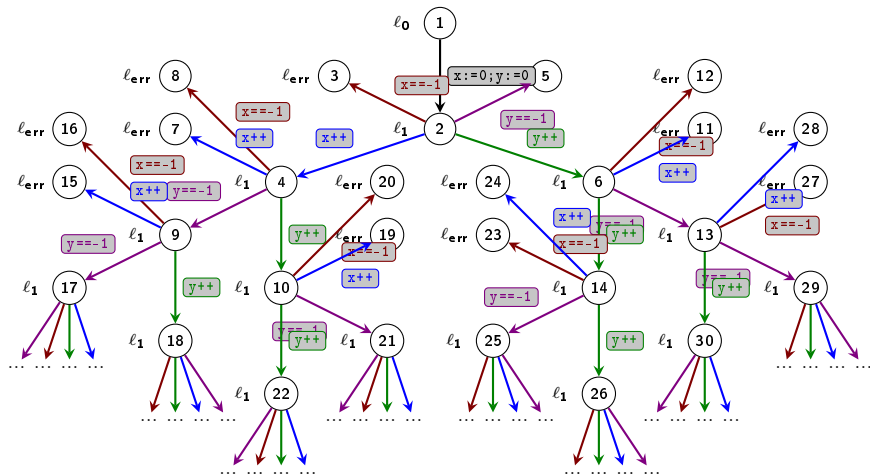 ℓ₀ 1
x:=0;y:=0
ℓerr 8
ℓerr 3
x==-1
5
ℓerr 12
x==-1
y==-1
ℓerr 16
ℓerr 7
x++
x++
ℓ₁ 2
y++
ℓerr 11
x==-1
ℓerr 28
x==-1
ℓerr 15
x++
y==-1
ℓ₁ 4
20
24
ℓ₁ 6
x++
ℓerr 27
x++
y==-1
ℓ₁ 9
y++
ℓerr 19
x==-1
ℓerr 23
x++
y==-1
y++
x==-1
ℓ₁ 13
x==-1
ℓ₁ 17
y++
ℓ₁ 10
x++
y==-1
ℓ₁ 14
y==-1
y++
29
ℓ₁
ℓ₁ 18
y==-1
y++
ℓ₁ 21
ℓ₁ 25
y++
ℓ₁ 30
... ... ... ...
... ... ... ...
ℓ₁ 22
ℓ₁ 26
... ... ... ...
... ... ... ...
... ... ... ...
... ... ... ...
... ... ... ...
... ... ... ...